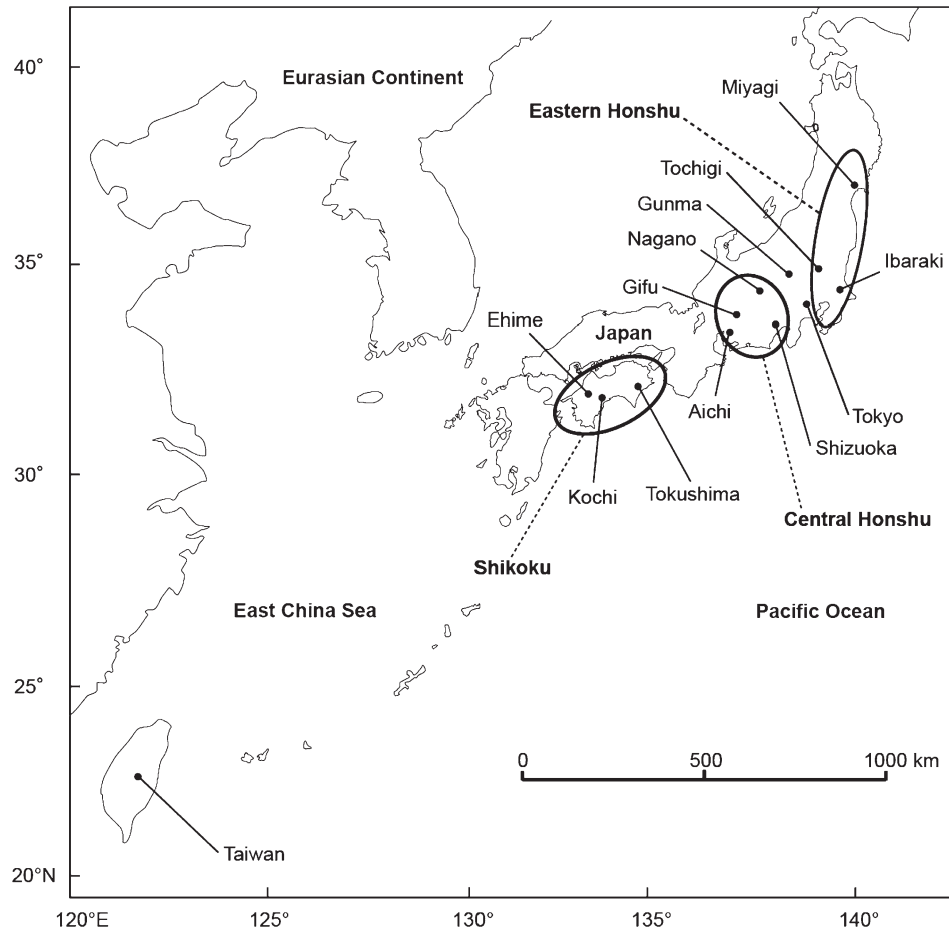 40°
Eurasian Continent
Miyagi
Eastern Honshu
Tochigi
Gunma
Nagano
35°
Ibaraki
Gifu
Ehime
Japan
Aichi
Tokyo
Shizuoka
30°
Kochi
Tokushima
Central Honshu
Shikoku
East China Sea
Pacific Ocean
25°
0 500 1000 km
Taiwan
20°N
120°E 125° 130° 135° 140°